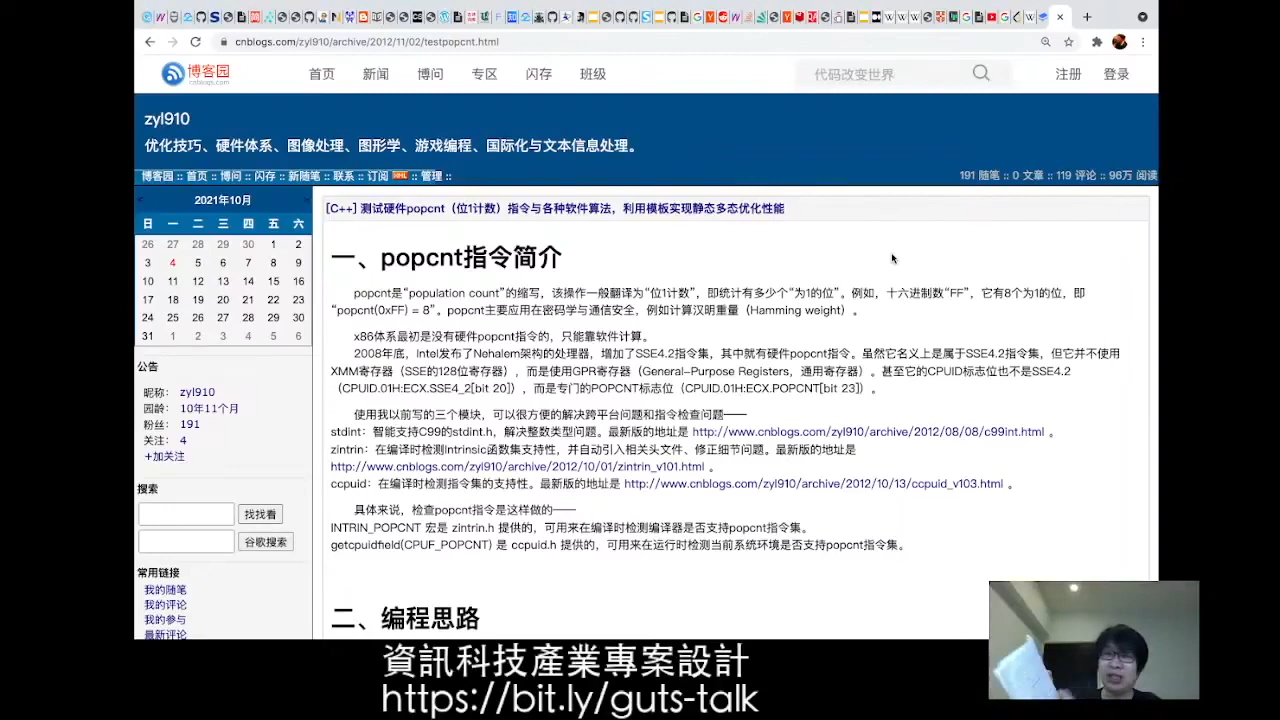 cnblogs.com/zyl910/archive/2012/11/02/testpopcnt.html
博客园
cnblogs.com
首页 新闻 博问 专区 闪存 班级
代码改变世界
注册 登录
zyl910
优化技巧、硬件体系、图像处理、图形学、游戏编程、国际化与文本信息处理。
博客园 :: 首页 :: 博问 :: 闪存 :: 新随笔 :: 联系 :: 订阅 XML :: 管理 ::
191 随笔 :: 0 文章 :: 119 评论 :: 96万 阅读
< 2021年10月 >
日 一 二 三 四 五 六
26 27 28 29 30 1 2
3 4 5 6 7 8 9
10 11 12 13 14 15 16
17 18 19 20 21 22 23
24 25 26 27 28 29 30
31 1 2 3 4 5 6
公告
昵称： zyl910
园龄： 10年11个月
粉丝： 191
关注： 4
+加关注
搜索
找找看
谷歌搜索
常用链接
我的随笔
我的评论
我的参与
最新评论
[C++] 测试硬件popcnt（位1计数）指令与各种软件算法，利用模板实现静态多态优化性能
一、popcnt指令简介
popcnt是“population count”的缩写，该操作一般翻译为“位1计数”，即统计有多少个“为1的位”。例如，十六进制数“FF”，它有8个为1的位，即
“popcnt(0xFF) = 8”。popcnt主要应用在密码学与通信安全，例如计算汉明重量（Hamming weight）。
x86体系最初是没有硬件popcnt指令的，只能靠软件计算。
2008年底，Intel发布了Nehalem架构的处理器，增加了SSE4.2指令集，其中就有硬件popcnt指令。虽然它名义上是属于SSE4.2指令集，但它并不使用
XMM寄存器（SSE的128位寄存器），而是使用GPR寄存器（General-Purpose Registers，通用寄存器）。甚至它的CPUID标志位也不是SSE4.2
（CPUID.01H:ECX.SSE4_2[bit 20]），而是专门的POPCNT标志位（CPUID.01H:ECX.POPCNT[bit 23]）。
使用我以前写的三个模块，可以很方便的解决跨平台问题和指令检查问题——
stdint：智能支持C99的stdint.h，解决整数类型问题。最新版的地址是 http://www.cnblogs.com/zyl910/archive/2012/08/08/c99int.html 。
zintrin：在编译时检测Intrinsic函数集支持性，并自动引入相关头文件、修正细节问题。最新版的地址是
http://www.cnblogs.com/zyl910/archive/2012/10/01/zintrin_v101.html 。
ccpuid：在编译时检测指令集的支持性。最新版的地址是 http://www.cnblogs.com/zyl910/archive/2012/10/13/ccpuid_v103.html 。
具体来说，检查popcnt指令是这样做的——
INTRIN_POPCNT 宏是 zintrin.h 提供的，可用来在编译时检测编译器是否支持popcnt指令集。
getcpuidfield(CPUF_POPCNT) 是 ccpuid.h 提供的，可用来在运行时检测当前系统环境是否支持popcnt指令集。
二、编程思路
資訊科技產業專案設計
https://bit.ly/guts-talk